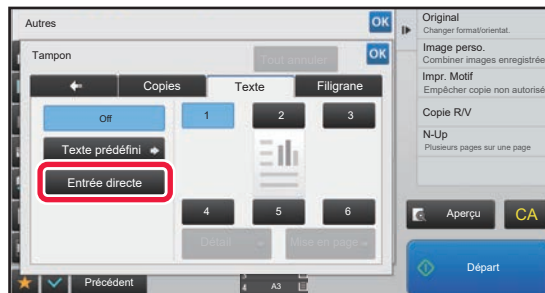 Autres
OK
Tampon
Tout annuler
OK
Copies
Texte
Filigrane
Off
Texte prédéfini
Entrée directe
1
2
3
4
5
6
Détail
Mise en page
Précédent
4 A3
Original
Changer format/orientat.
Image perso.
Combiner images enregistrée
Impr. Motif
Empêcher copie non autorisé
Copie R/V
N-Up
Plusieurs pages sur une page
Aperçu
CA
Départ